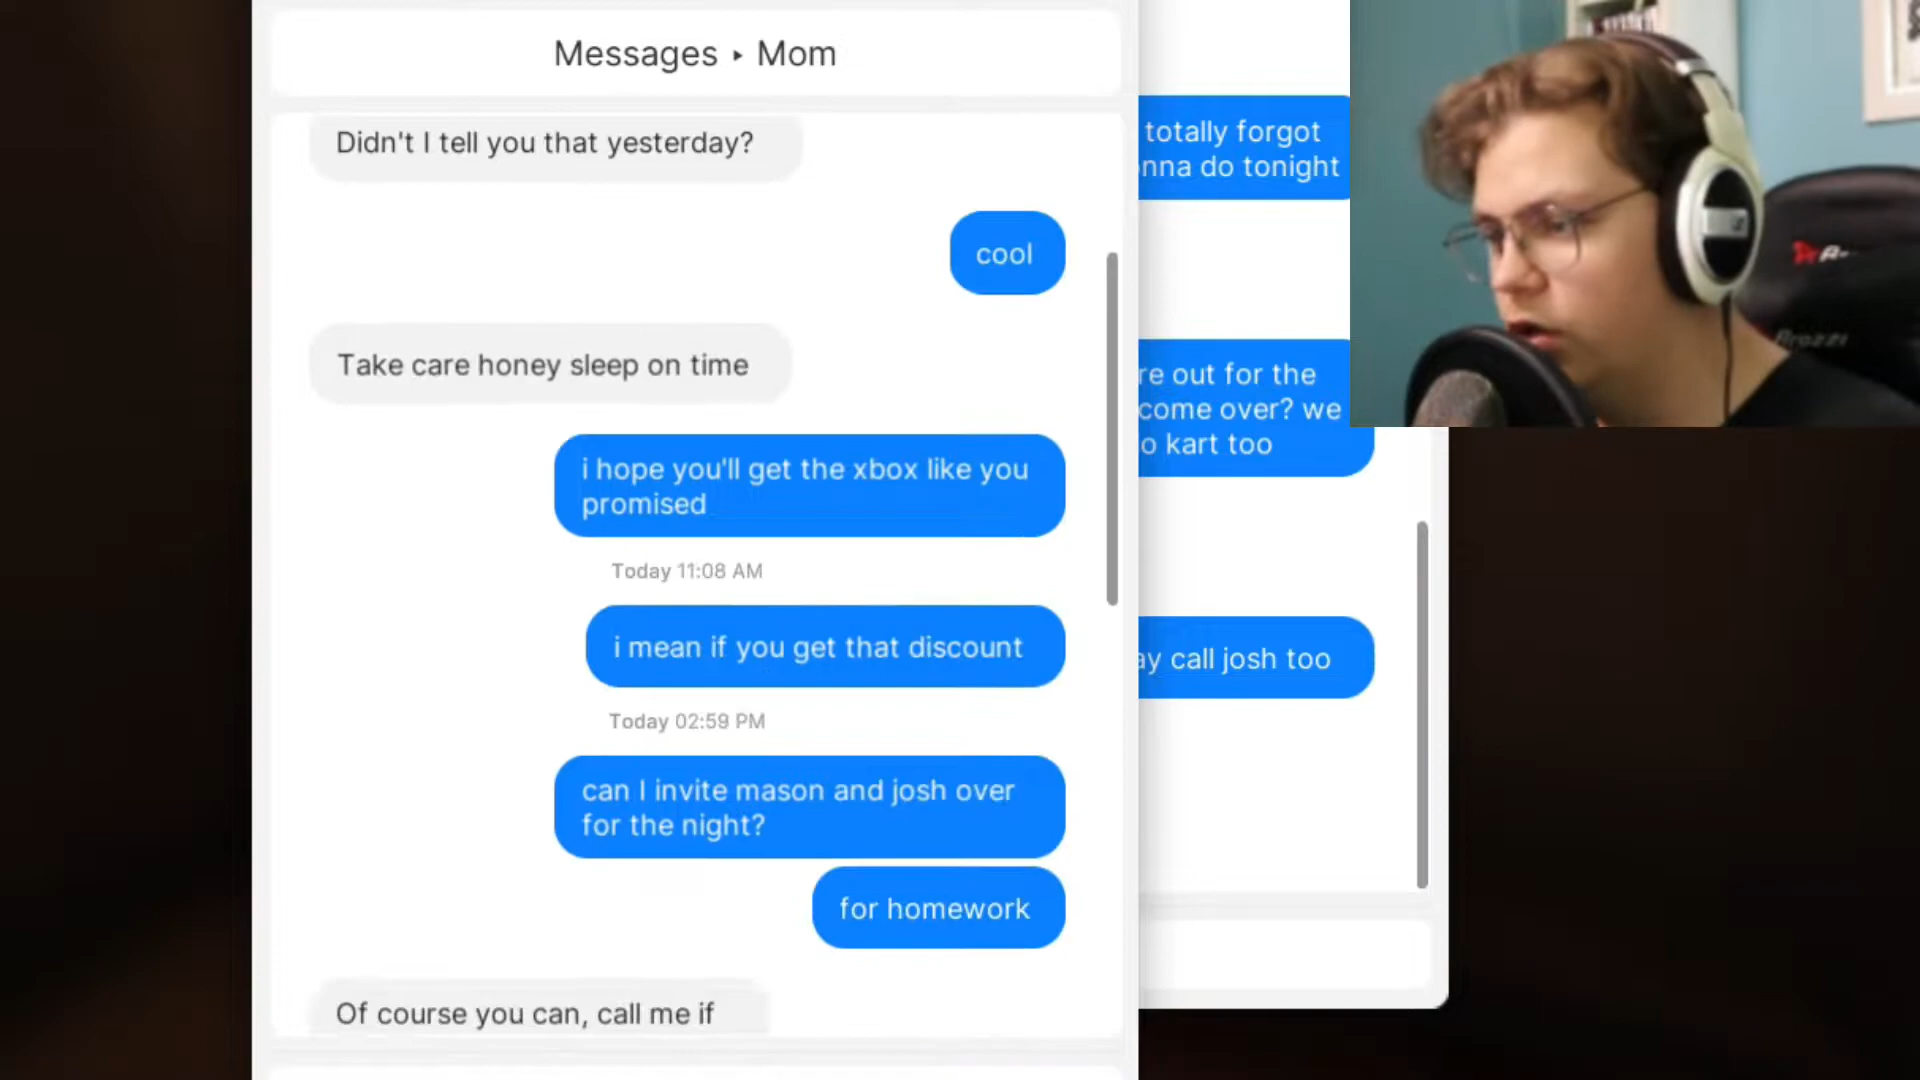 Messages ▸ Mom
Didn't I tell you that yesterday?
cool
Take care honey sleep on time
i hope you'll get the xbox like you
promised
Today 11:08 AM
i mean if you get that discount
Today 02:59 PM
can I invite mason and josh over
for the night?
for homework
Of course you can, call me if
totally forgot
nna do tonight
re out for the
come over? we
o kart too
ay call josh too
Arozzi